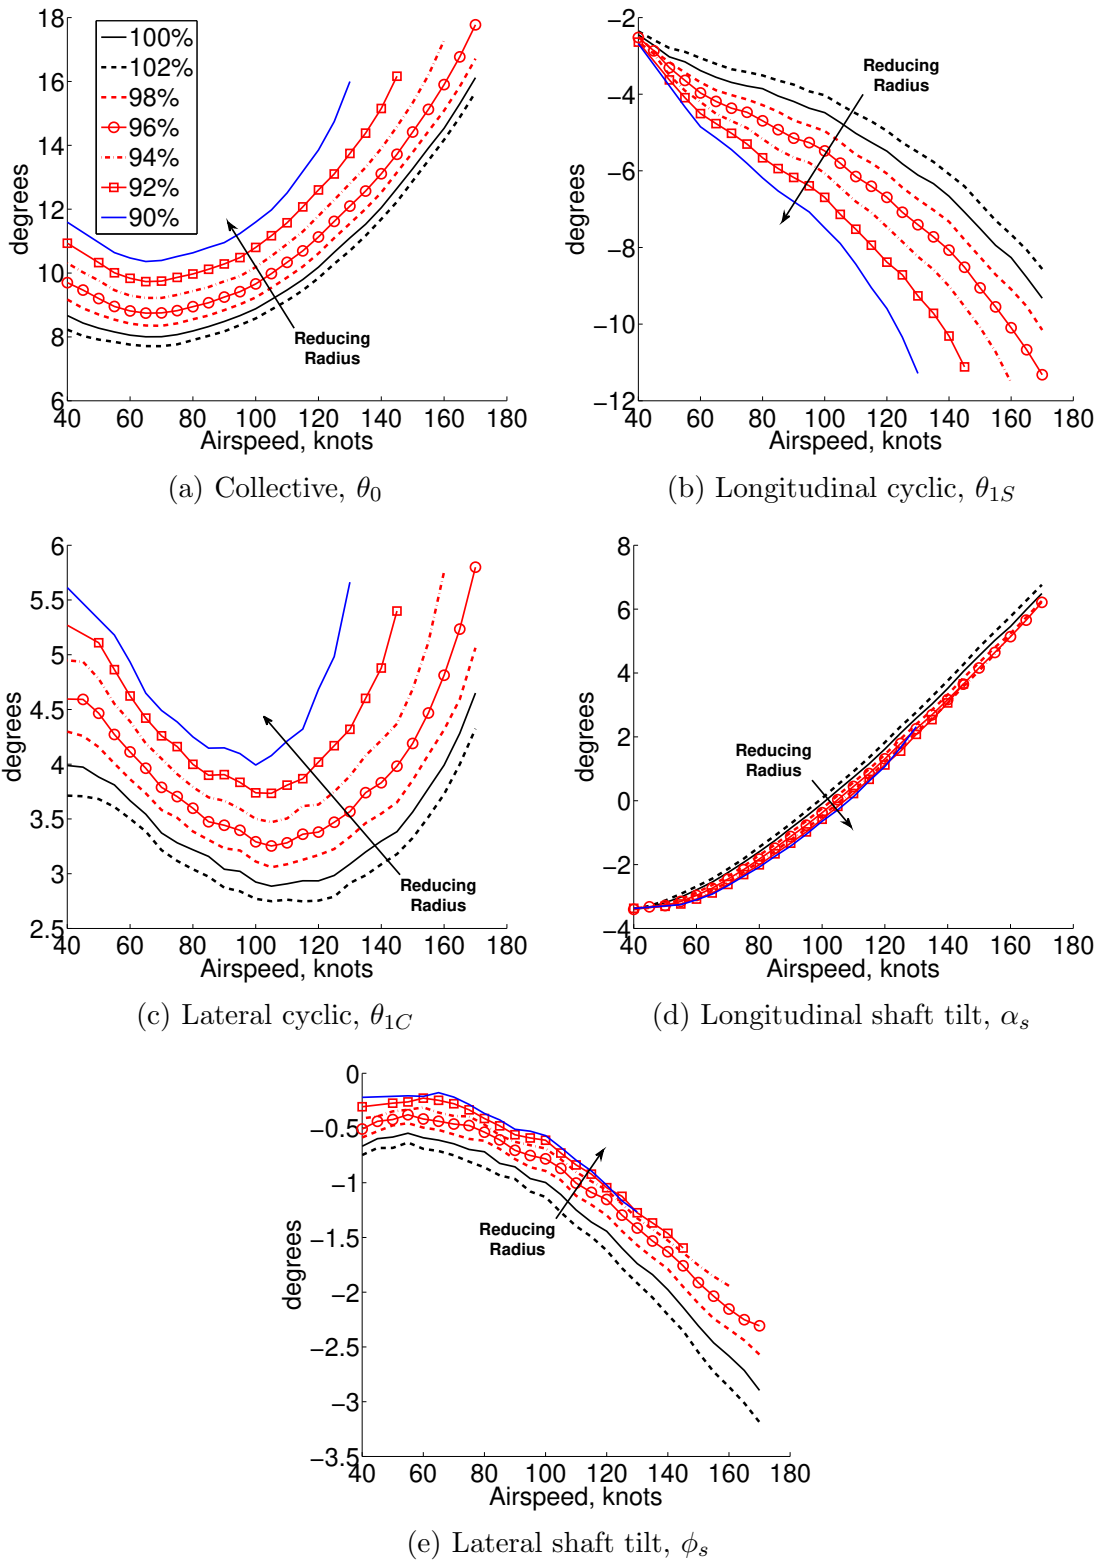 18
16
14
12
10
8
6
degrees
100%
102%
98%
96%
94%
92%
90%
Reducing
Radius
40 60 80 100 120 140 160 180
Airspeed, knots
(a) Collective, θ0
−2
−4
−6
−8
−10
−12
degrees
Reducing
Radius
40 60 80 100 120 140 160 180
Airspeed, knots
(b) Longitudinal cyclic, θ1S
6
5.5
5
4.5
4
3.5
3
2.5
degrees
Reducing
Radius
40 60 80 100 120 140 160 180
Airspeed, knots
(c) Lateral cyclic, θ1C
8
6
4
2
0
−2
−4
degrees
Reducing
Radius
40 60 80 100 120 140 160 180
Airspeed, knots
(d) Longitudinal shaft tilt, αs
0
−0.5
−1
−1.5
−2
−2.5
−3
−3.5
degrees
Reducing
Radius
40 60 80 100 120 140 160 180
Airspeed, knots
(e) Lateral shaft tilt, ϕs